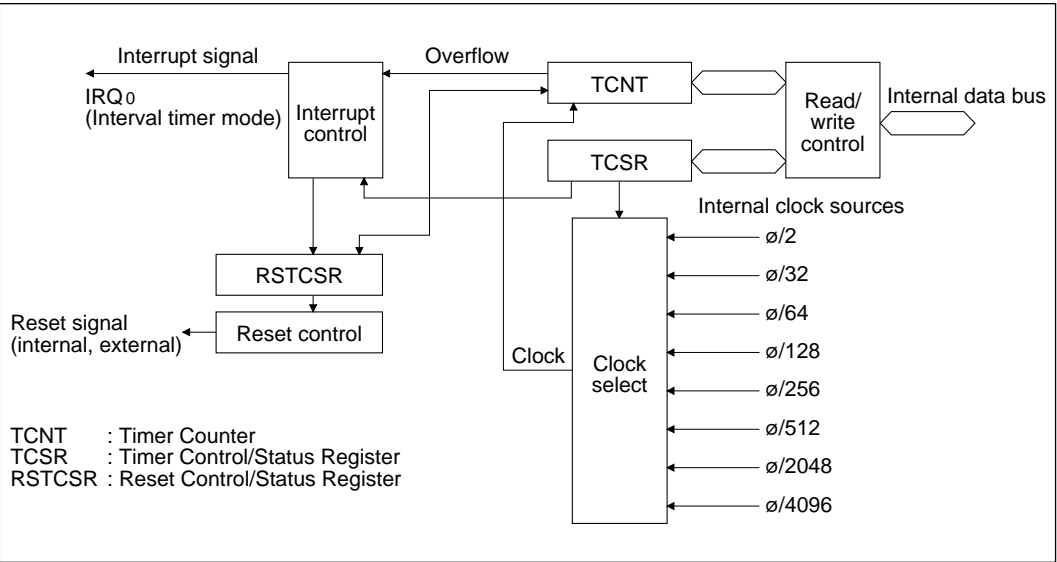 Interrupt signal
IRQ0
(Interval timer mode)
Interrupt
control
Overflow
TCNT
TCSR
Read/
write
control
Internal data bus
Internal clock sources
ø/2
ø/32
ø/64
ø/128
ø/256
ø/512
ø/2048
ø/4096
RSTCSR
Reset control
Reset signal
(internal, external)
Clock
Clock
select
TCNT : Timer Counter
TCSR : Timer Control/Status Register
RSTCSR : Reset Control/Status Register